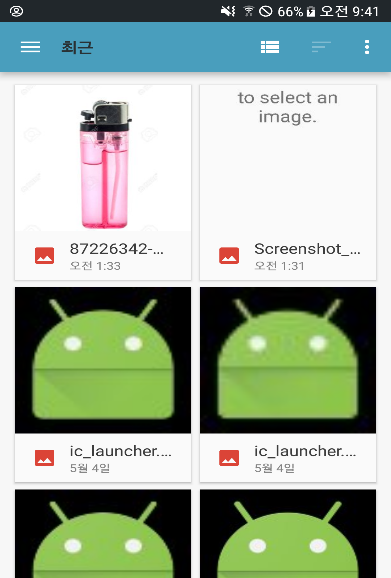 66% 오전 9:41
최근
to select an
image.
87226342-...
오전 1:33
Screenshot_...
오전 1:31
ic_launcher....
5월 4일
ic_launcher....
5월 4일